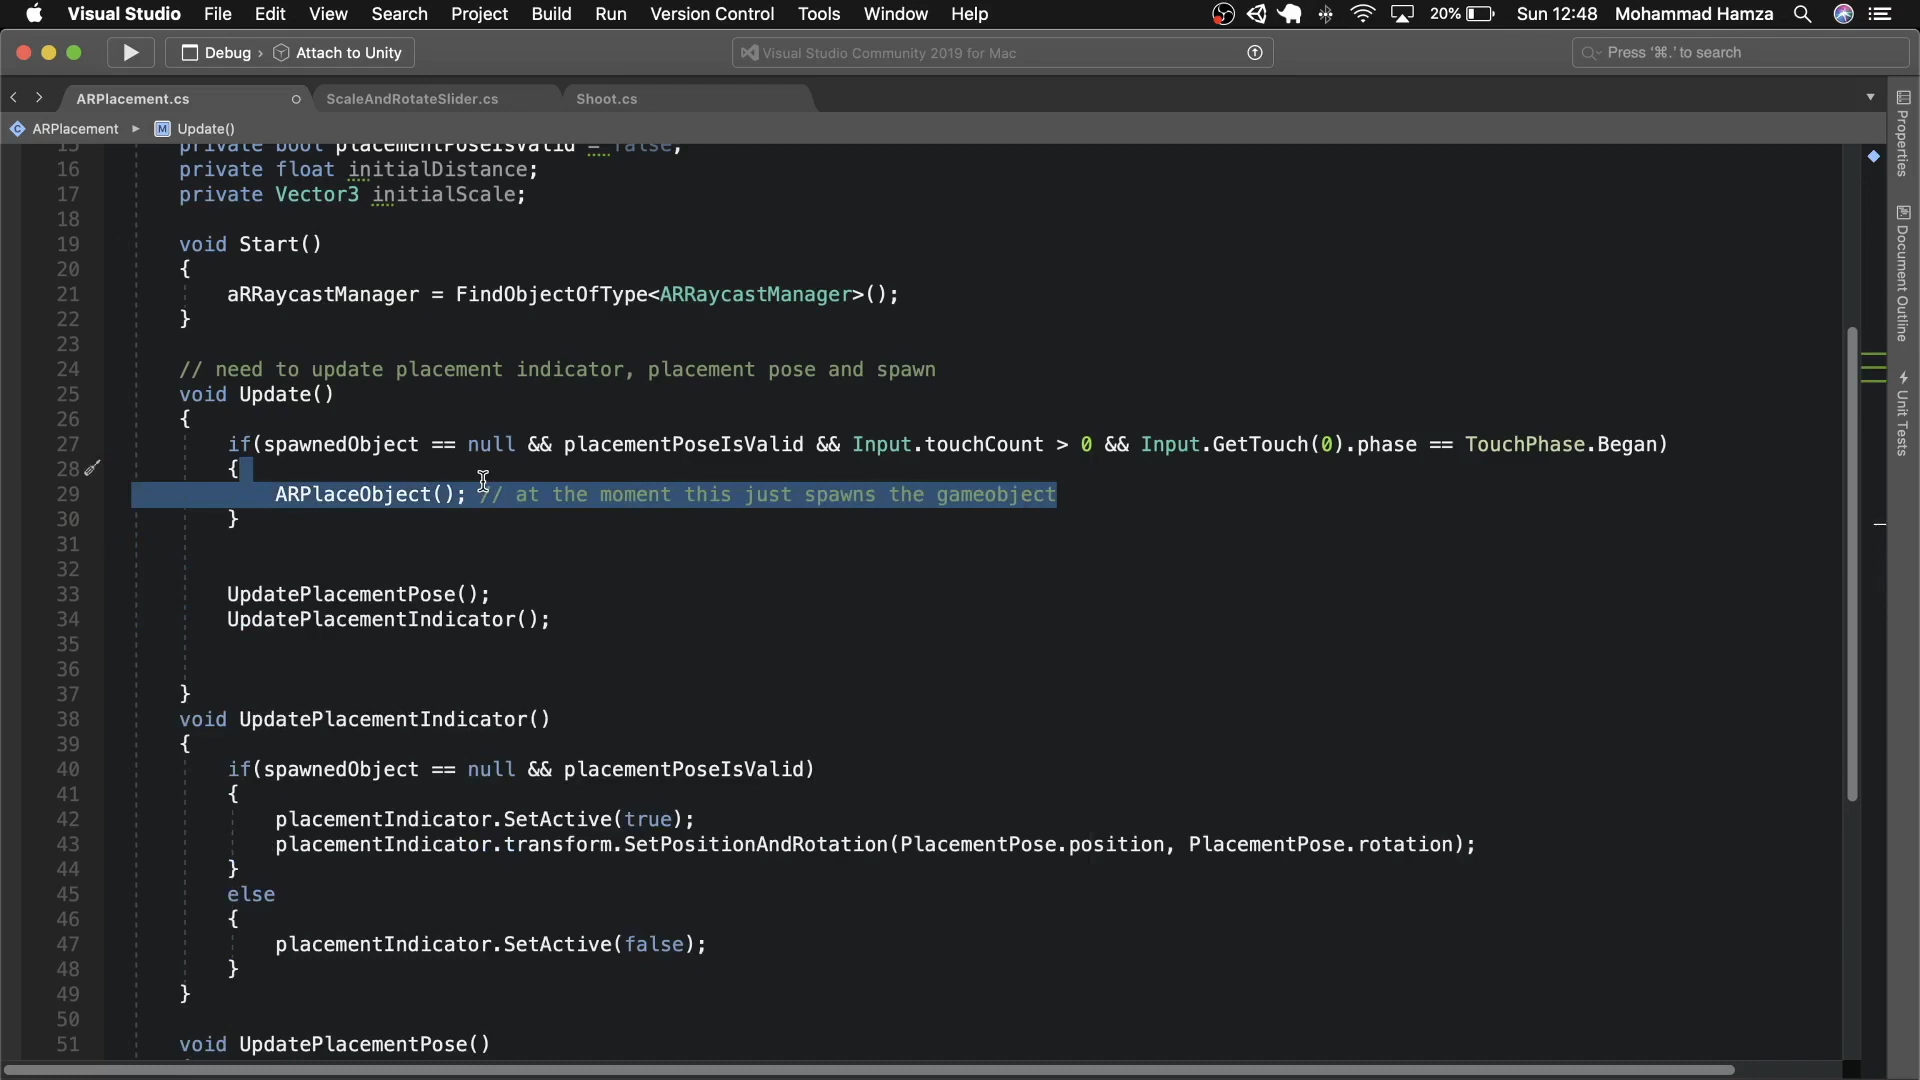 Visual Studio File Edit View Search Project Build Run Version Control Tools Window Help 20% Sun 12:48 Mohammad Hamza
Debug › Attach to Unity Visual Studio Community 2019 for Mac Press '⌘.' to search
ARPlacement.cs ScaleAndRotateSlider.cs Shoot.cs
ARPlacement ▸ M Update()
15 private bool placementPoseIsValid = false;
16 private float initialDistance;
17 private Vector3 initialScale;
18
19 void Start()
20 {
21 aRRaycastManager = FindObjectOfType<ARRaycastManager>();
22 }
23
24 // need to update placement indicator, placement pose and spawn
25 void Update()
26 {
27 if(spawnedObject == null && placementPoseIsValid && Input.touchCount > 0 && Input.GetTouch(0).phase == TouchPhase.Began)
28 {
29 ARPlaceObject(); // at the moment this just spawns the gameobject
30 }
31
32
33 UpdatePlacementPose();
34 UpdatePlacementIndicator();
35
36
37 }
38 void UpdatePlacementIndicator()
39 {
40 if(spawnedObject == null && placementPoseIsValid)
41 {
42 placementIndicator.SetActive(true);
43 placementIndicator.transform.SetPositionAndRotation(PlacementPose.position, PlacementPose.rotation);
44 }
45 else
46 {
47 placementIndicator.SetActive(false);
48 }
49 }
50
51 void UpdatePlacementPose()
Properties
Document Outline
Unit Tests